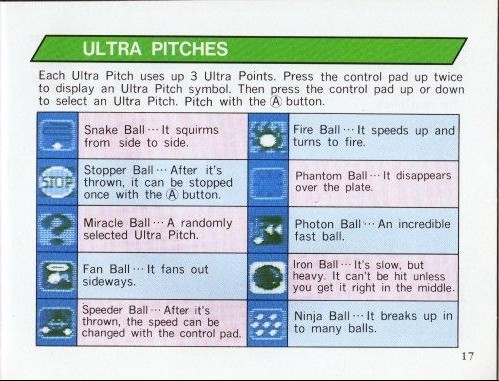 ULTRA PITCHES
Each Ultra Pitch uses up 3 Ultra Points. Press the control pad up twice
to display an Ultra Pitch symbol. Then press the control pad up or down
to select an Ultra Pitch. Pitch with the Ⓐ button.
Snake Ball··· It squirms
from side to side.
Fire Ball··· It speeds up and
turns to fire.
STOP
Stopper Ball··· After it's
thrown, it can be stopped
once with the Ⓐ button.
Phantom Ball··· It disappears
over the plate.
?
Miracle Ball··· A randomly
selected Ultra Pitch.
Photon Ball··· An incredible
fast ball.
Fan Ball··· It fans out
sideways.
Iron Ball··· It's slow, but
heavy. It can't be hit unless
you get it right in the middle.
Speeder Ball··· After it's
thrown, the speed can be
changed with the control pad.
Ninja Ball··· It breaks up in
to many balls.
17